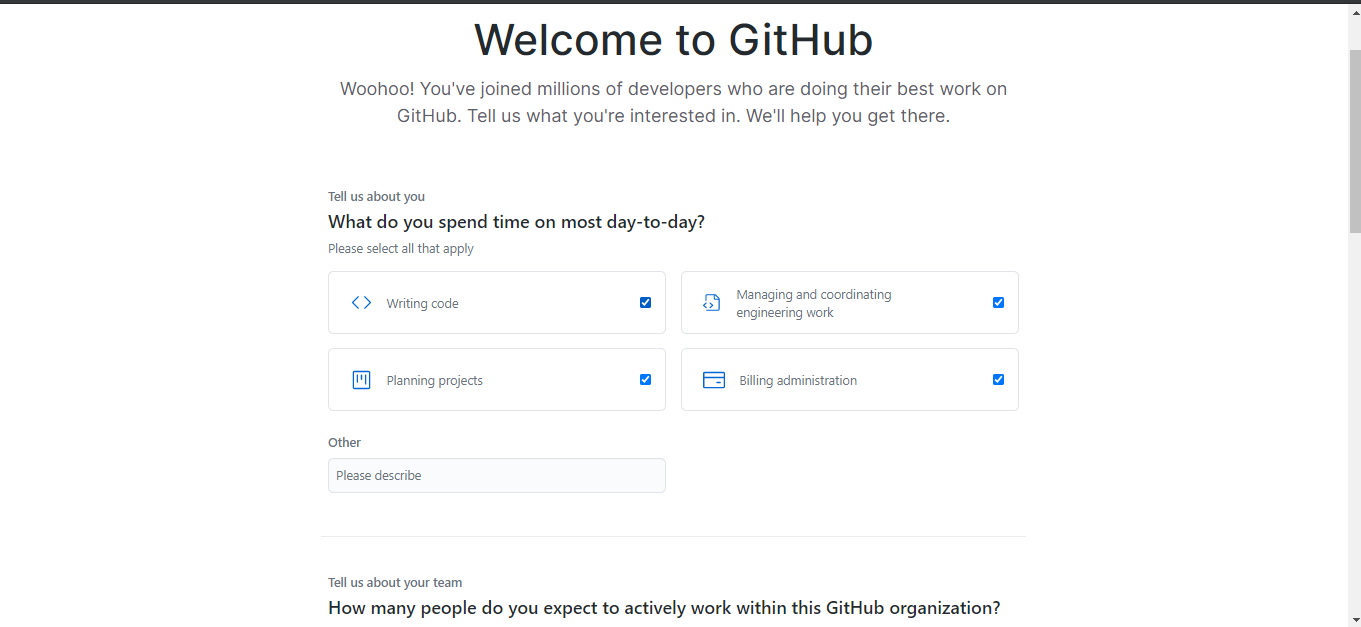 Welcome to GitHub
Woohoo! You've joined millions of developers who are doing their best work on
GitHub. Tell us what you're interested in. We'll help you get there.
Tell us about you
What do you spend time on most day-to-day?
Please select all that apply
Writing code
Managing and coordinating
engineering work
Planning projects
Billing administration
Other
Please describe
Tell us about your team
How many people do you expect to actively work within this GitHub organization?